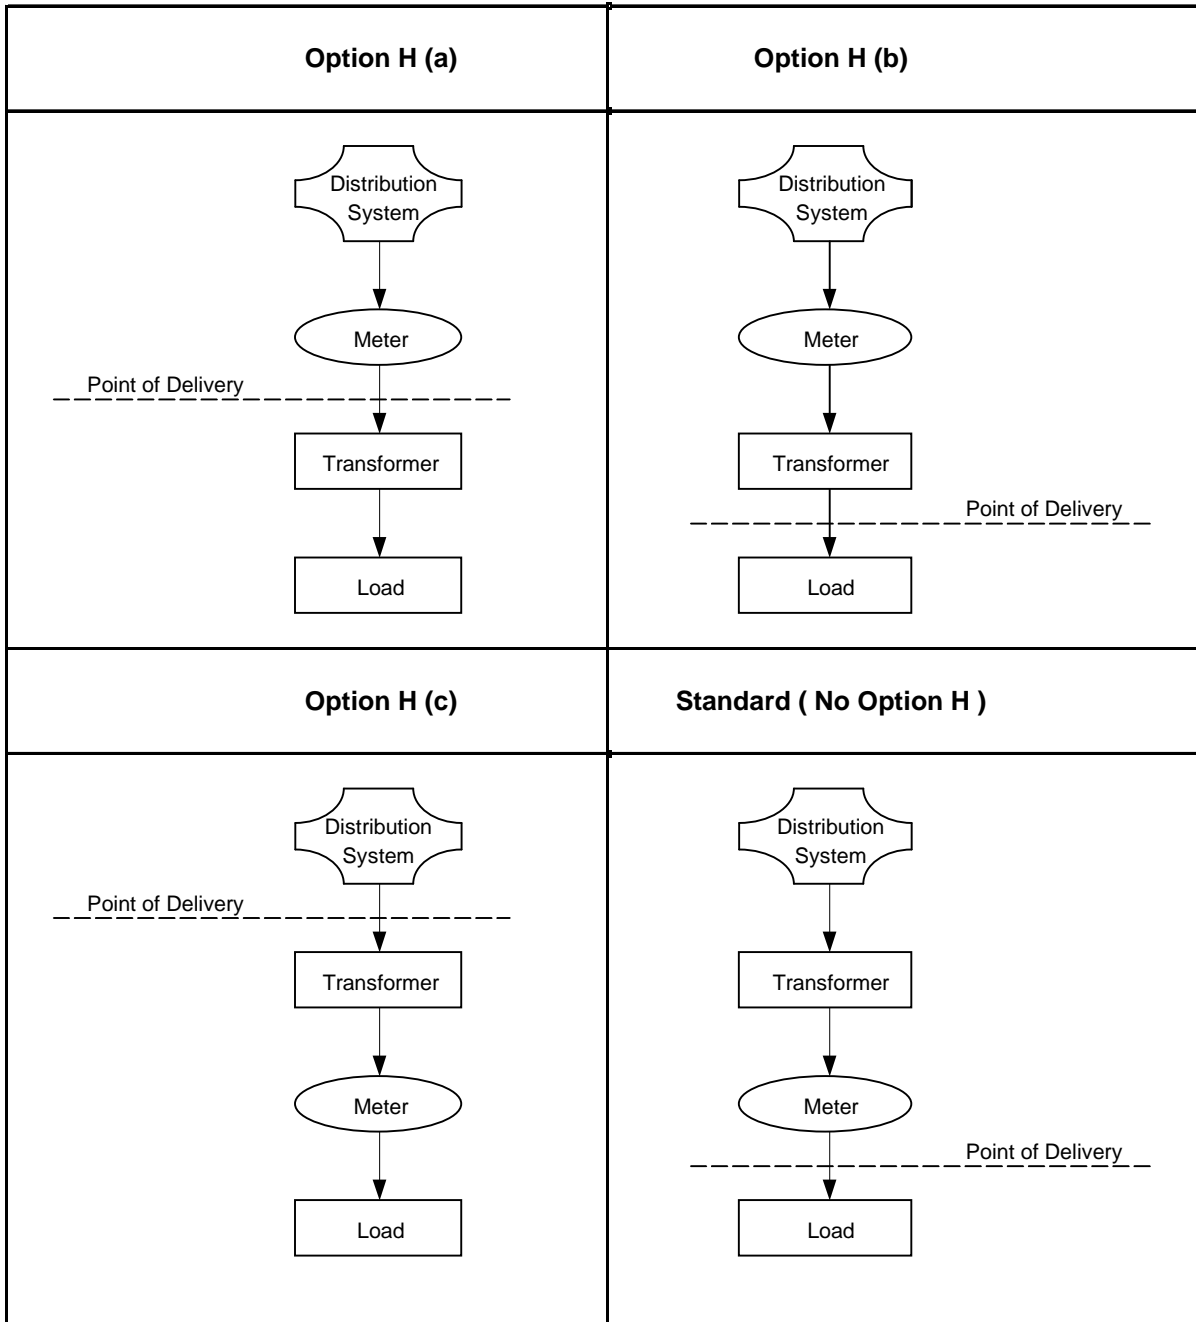 Option H (a)
Option H (b)
Distribution
System
Meter
Point of Delivery
Transformer
Load
Distribution
System
Meter
Transformer
Point of Delivery
Load
Option H (c)
Standard ( No Option H )
Distribution
System
Point of Delivery
Transformer
Meter
Load
Distribution
System
Transformer
Meter
Point of Delivery
Load